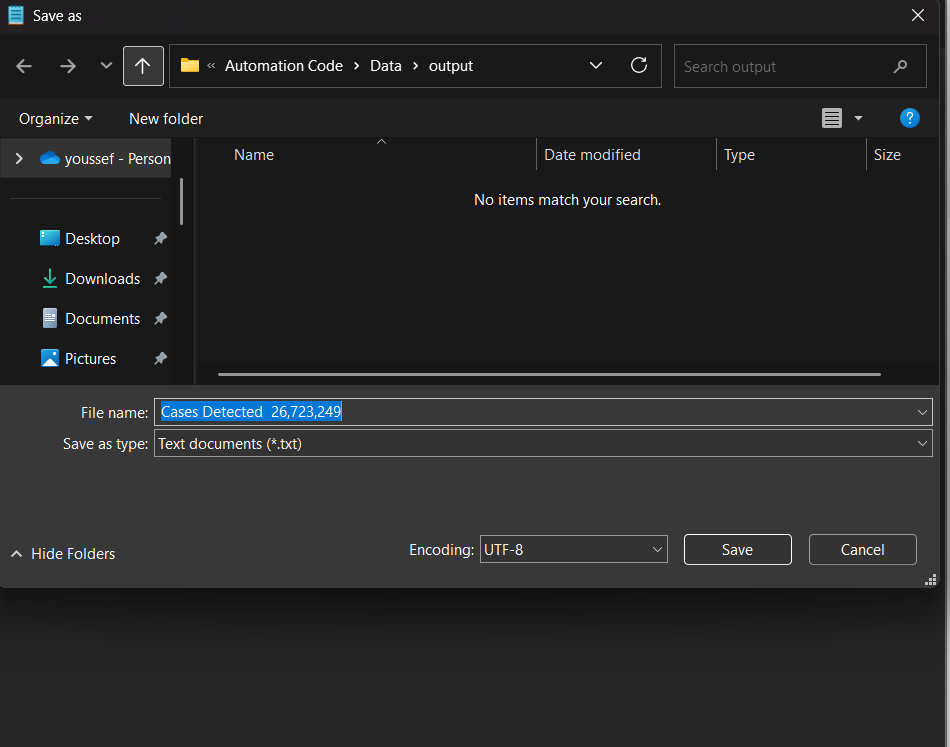 Save as
« Automation Code > Data > output
Search output
Organize
New folder
?
youssef - Person
Name
Date modified
Type
Size
No items match your search.
Desktop
Downloads
Documents
Pictures
File name: Cases Detected  26,723,249
Save as type: Text documents (*.txt)
Hide Folders
Encoding: UTF-8
Save
Cancel